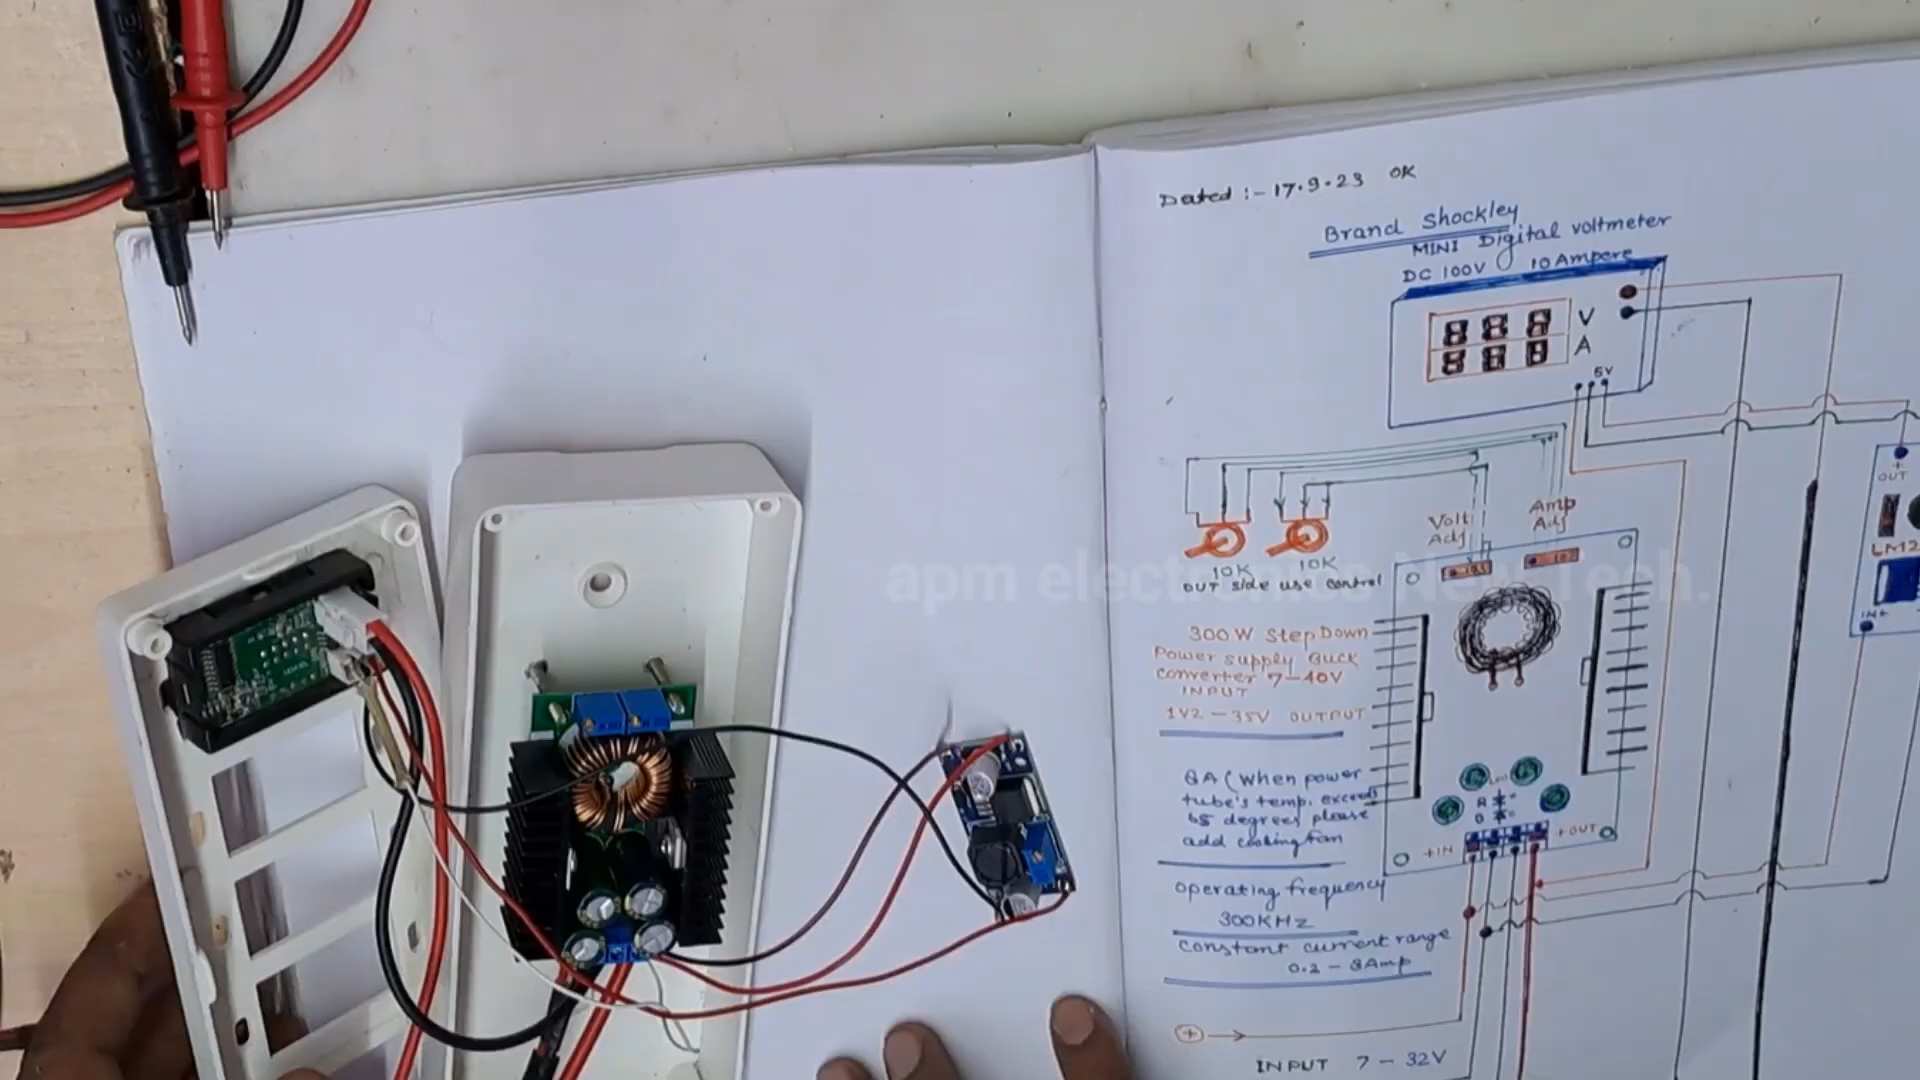 Dated :- 17.9.23 OK
Brand Shockley
MINI Digital voltmeter
DC 100V 10 Ampere
V
A
5V
+
OUT
Volt
Adj
Amp
Adj
10K 10K
OUT side use control
LM2
IN+
300W StepDown
Power supply Buck
converter 7-40V
INPUT
1V2 - 35V OUTPUT
8A (When power
tube's temp. exceeds
65 degrees please
add cooling fan
+IN
+OUT
operating frequency
300KHZ
constant current range
0.2 - 8Amp
INPUT 7 - 32V
apm electronics New Tech.